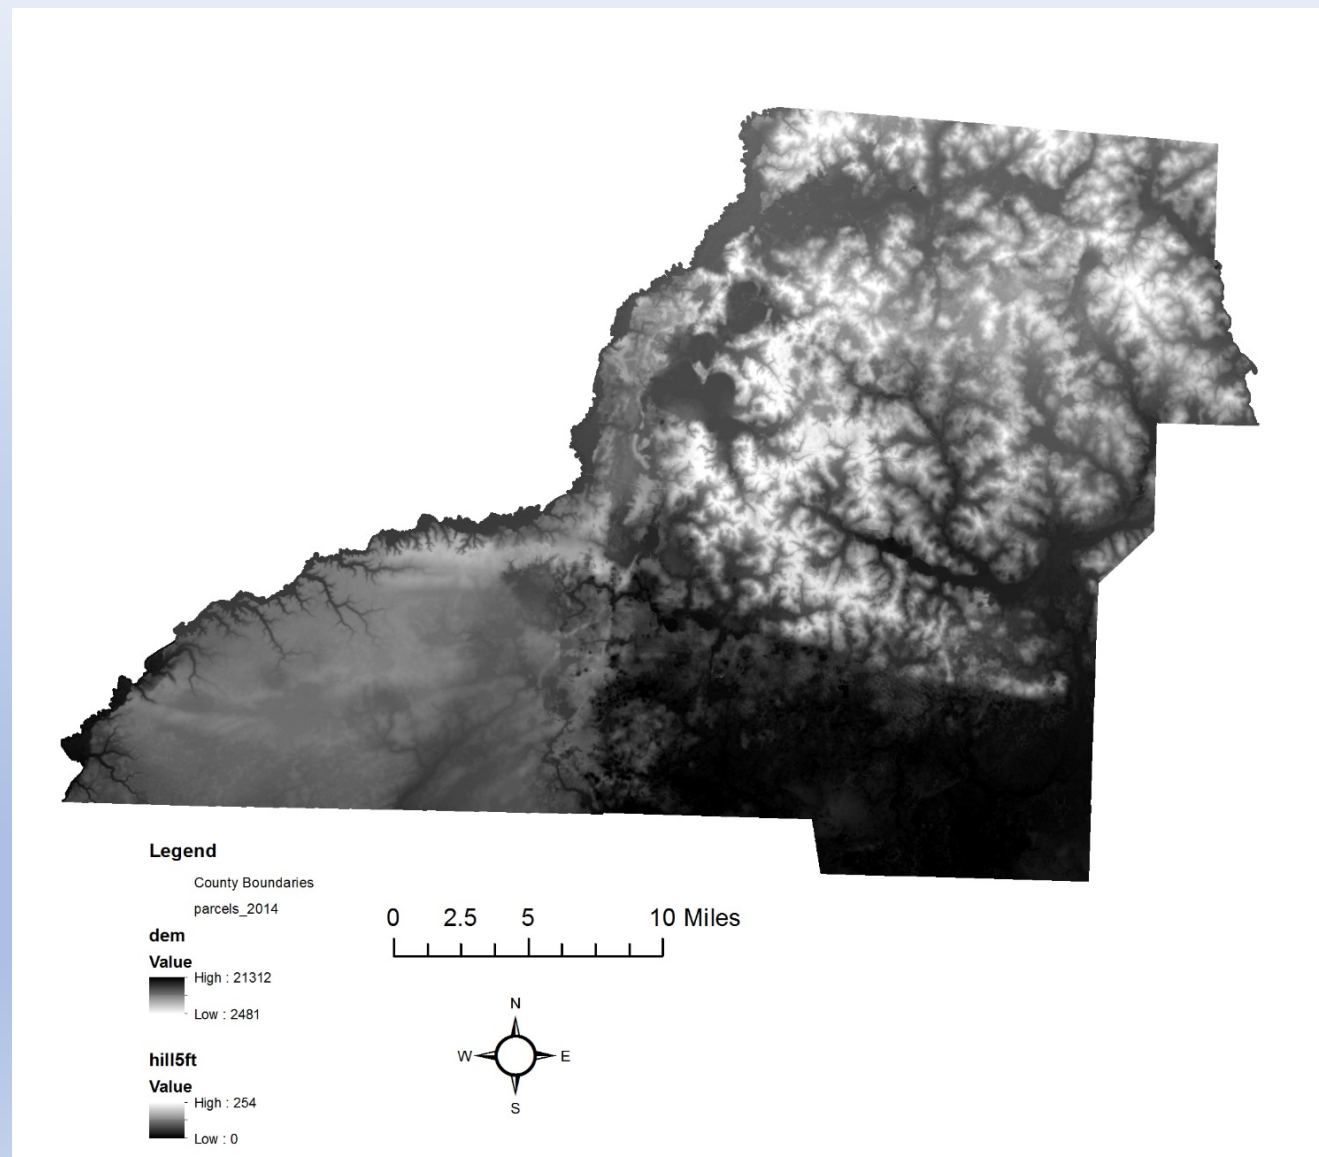 Legend
County Boundaries
parcels_2014
dem
Value
High : 21312
Low : 2481
hill5ft
Value
High : 254
Low : 0
0 2.5 5 10 Miles
N
W E
S